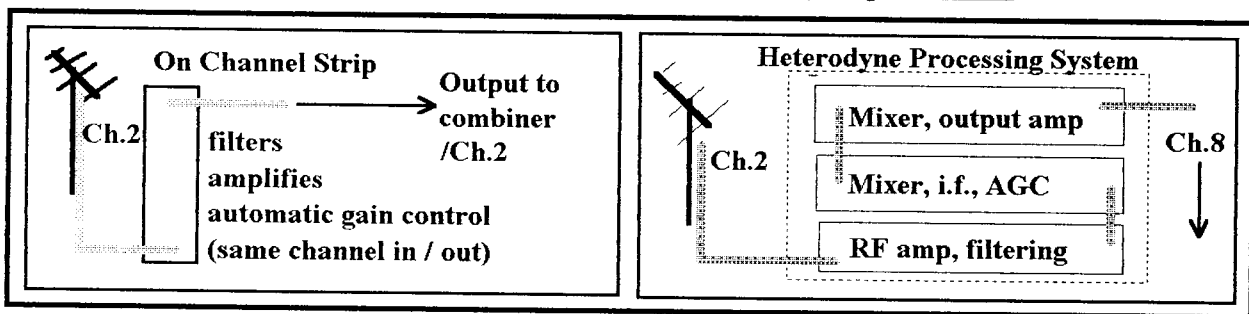 On Channel Strip
Ch.2
filters
amplifies
automatic gain control
(same channel in / out)
Output to
combiner
/Ch.2
Heterodyne Processing System
Ch.2
Mixer, output amp
Mixer, i.f., AGC
RF amp, filtering
Ch.8